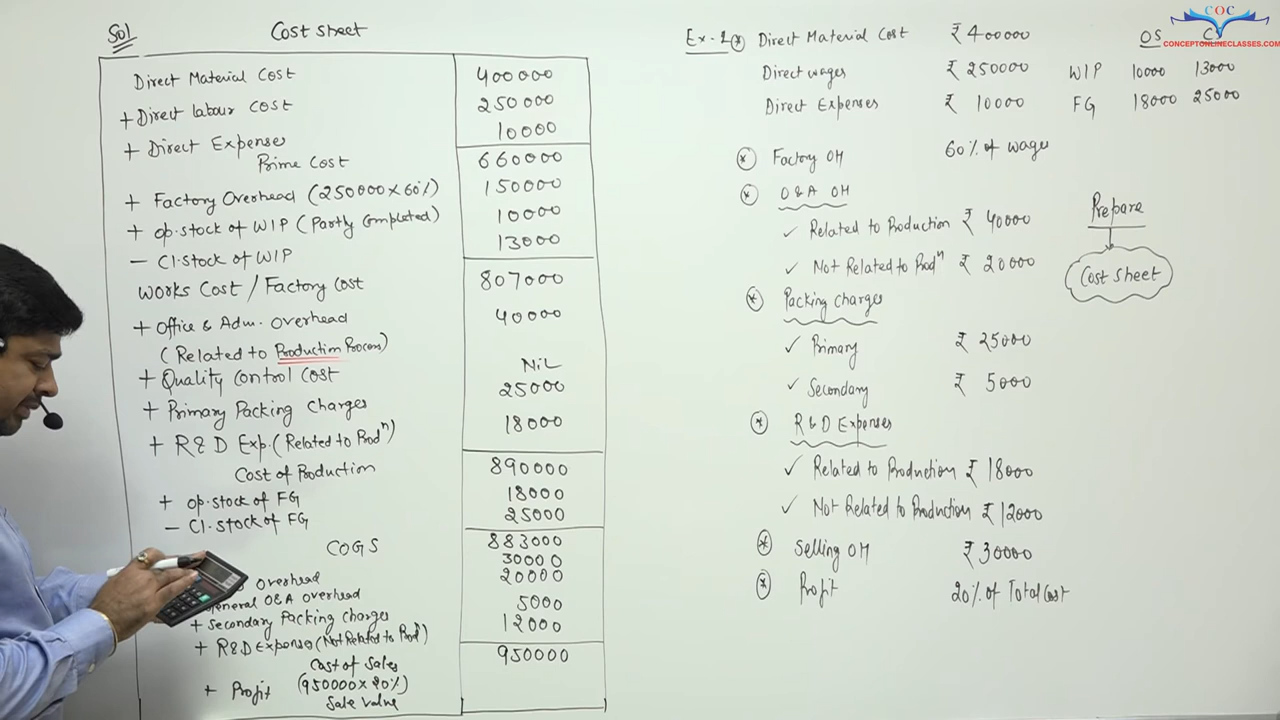 Sol
Cost sheet
Direct Material Cost 400000
+ Direct labour cost 250000
+ Direct Expenses 10000
Prime Cost 660000
+ Factory Overhead (250000 × 60%) 150000
+ op.stock of WIP (Partly Completed) 10000
- Cl.stock of WIP 13000
Works Cost / Factory Cost 807000
+ Office & Adm. Overhead 40000
(Related to Production Process)
+ Quality Control Cost NiL
+ Primary Packing Charges 25000
+ R&D Exp. (Related to Prodⁿ) 18000
Cost of Production 890000
+ op.stock of FG 18000
- Cl.stock of FG 25000
COGS 883000
Overhead 30000
General O&A overhead 20000
+ Secondary Packing Charges 5000
+ R&D Expense (Not Related to Prodⁿ) 12000
Cost of Sales 950000
+ Profit (950000 × 20%)
Sale Value
COC
CONCEPTONLINECLASSES.COM
Ex-2 * Direct Material Cost ₹ 400000 OS
Direct wages ₹ 250000 WIP 10000 13000
Direct Expenses ₹ 10000 FG 18000 25000
* Factory OH 60% of wages
* O&A OH
✓ Related to Production ₹ 40000
✓ Not Related to Prodⁿ ₹ 20000
Prepare
Cost Sheet
* Packing charges
✓ Primary ₹ 25000
✓ Secondary ₹ 5000
* R&D Expenses
✓ Related to Production ₹ 18000
✓ Not Related to Production ₹ 12000
* Selling OH ₹ 30000
* Profit 20% of Total Cost